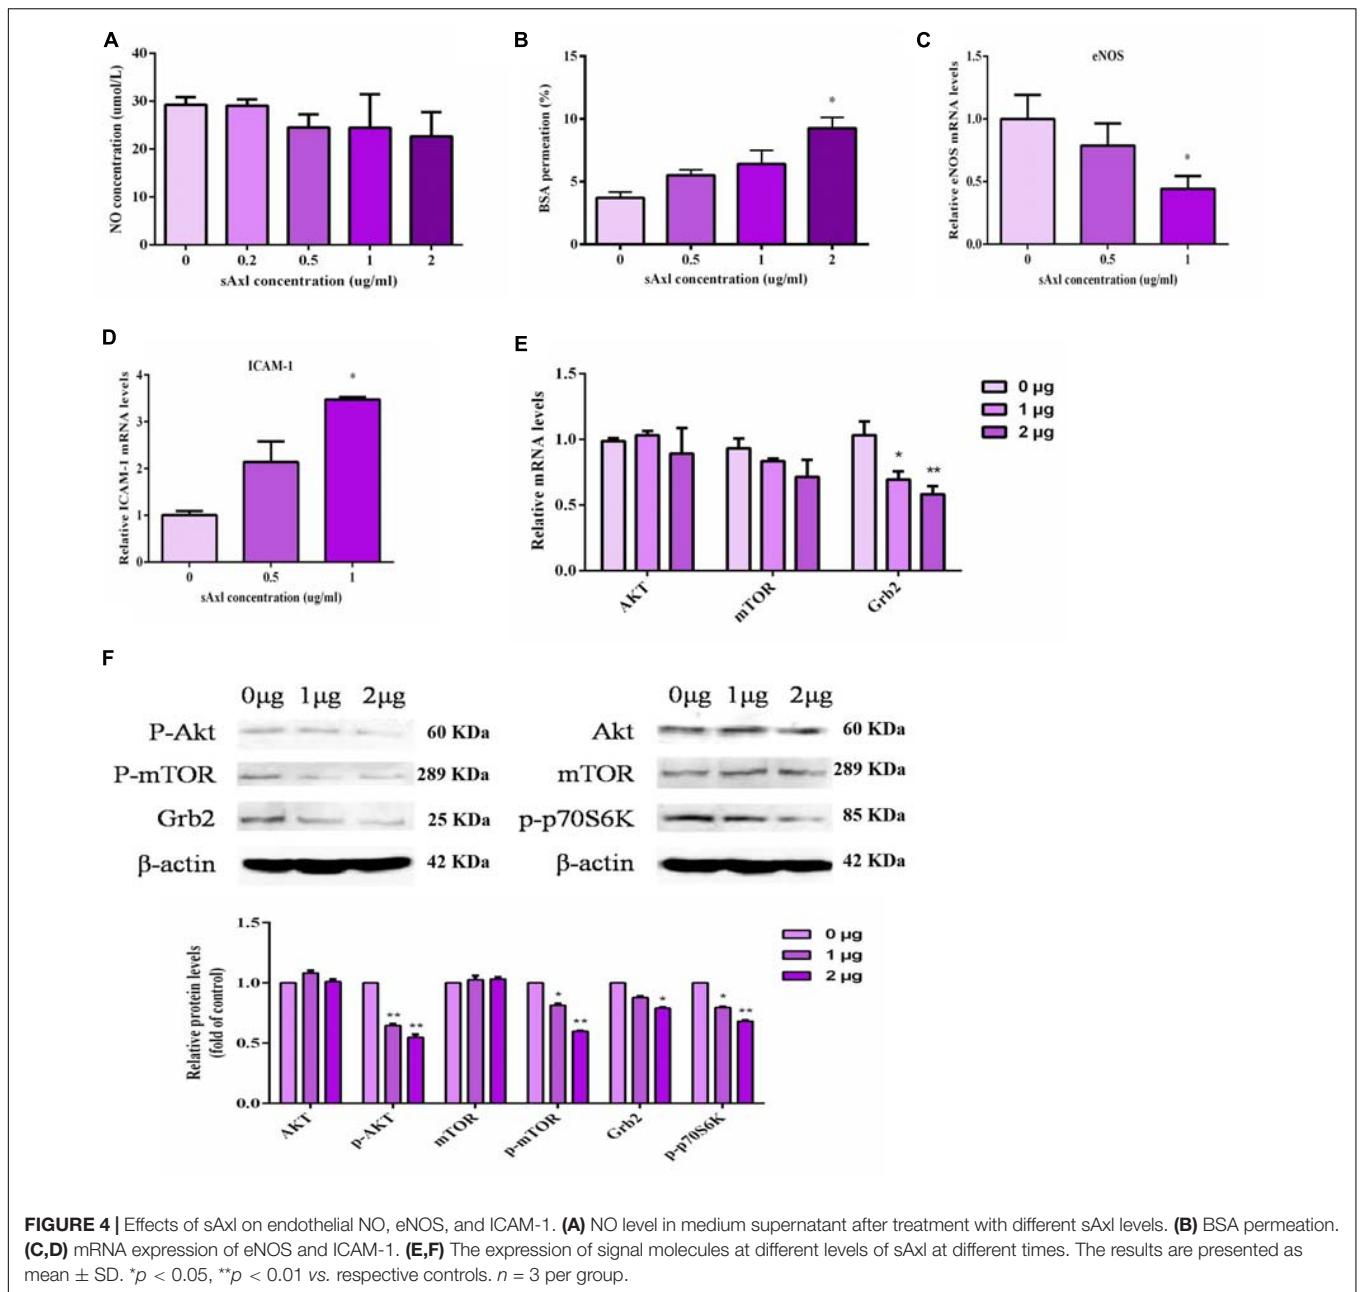 A
NO concentration (umol/L)
40
30
20
10
0
0 0.2 0.5 1 2
sAxl concentration (ug/ml)
B
BSA permeation (%)
15
10
5
0
*
0 0.5 1 2
sAxl concentration (ug/ml)
C
eNOS
Relative eNOS mRNA levels
1.5
1.0
0.5
0.0
*
0 0.5 1
sAxl concentration (ug/ml)
D
ICAM-1
Relative ICAM-1 mRNA levels
4
3
2
1
0
*
0 0.5 1
sAxl concentration (ug/ml)
E
Relative mRNA levels
1.5
1.0
0.5
0.0
* **
AKT mTOR Grb2
0 µg
1 µg
2 µg
F
0µg 1µg 2µg
P-Akt 60 KDa
P-mTOR 289 KDa
Grb2 25 KDa
β-actin 42 KDa
0µg 1µg 2µg
Akt 60 KDa
mTOR 289 KDa
p-p70S6K 85 KDa
β-actin 42 KDa
Relative protein levels
(fold of control)
1.5
1.0
0.5
0.0
** ** * ** * * **
AKT p-AKT mTOR p-mTOR Grb2 p-p70S6K
0 µg
1 µg
2 µg
FIGURE 4 | Effects of sAxl on endothelial NO, eNOS, and ICAM-1. (A) NO level in medium supernatant after treatment with different sAxl levels. (B) BSA permeation.
(C,D) mRNA expression of eNOS and ICAM-1. (E,F) The expression of signal molecules at different levels of sAxl at different times. The results are presented as
mean ± SD. *p < 0.05, **p < 0.01 vs. respective controls. n = 3 per group.